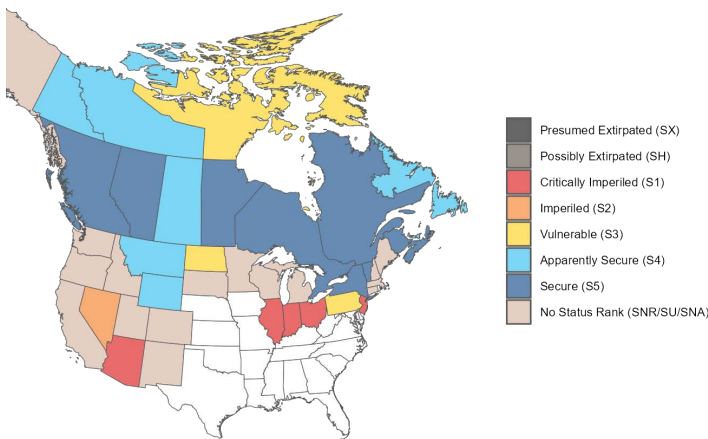 Presumed Extirpated (SX)
Possibly Extirpated (SH)
Critically Imperiled (S1)
Imperiled (S2)
Vulnerable (S3)
Apparently Secure (S4)
Secure (S5)
No Status Rank (SNR/SU/SNA)